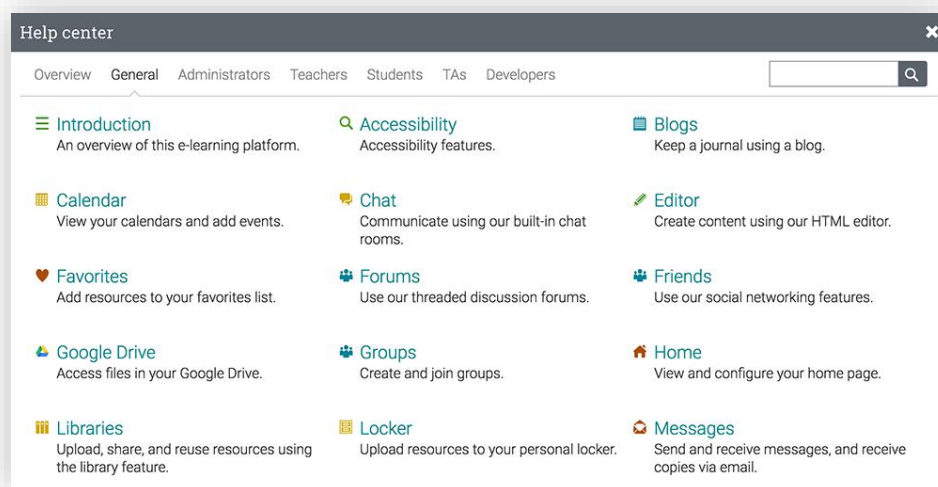 Help center
Overview General Administrators Teachers Students TAs Developers
Introduction
An overview of this e-learning platform.
Accessibility
Accessibility features.
Blogs
Keep a journal using a blog.
Calendar
View your calendars and add events.
Chat
Communicate using our built-in chat
rooms.
Editor
Create content using our HTML editor.
Favorites
Add resources to your favorites list.
Forums
Use our threaded discussion forums.
Friends
Use our social networking features.
Google Drive
Access files in your Google Drive.
Groups
Create and join groups.
Home
View and configure your home page.
Libraries
Upload, share, and reuse resources using
the library feature.
Locker
Upload resources to your personal locker.
Messages
Send and receive messages, and receive
copies via email.